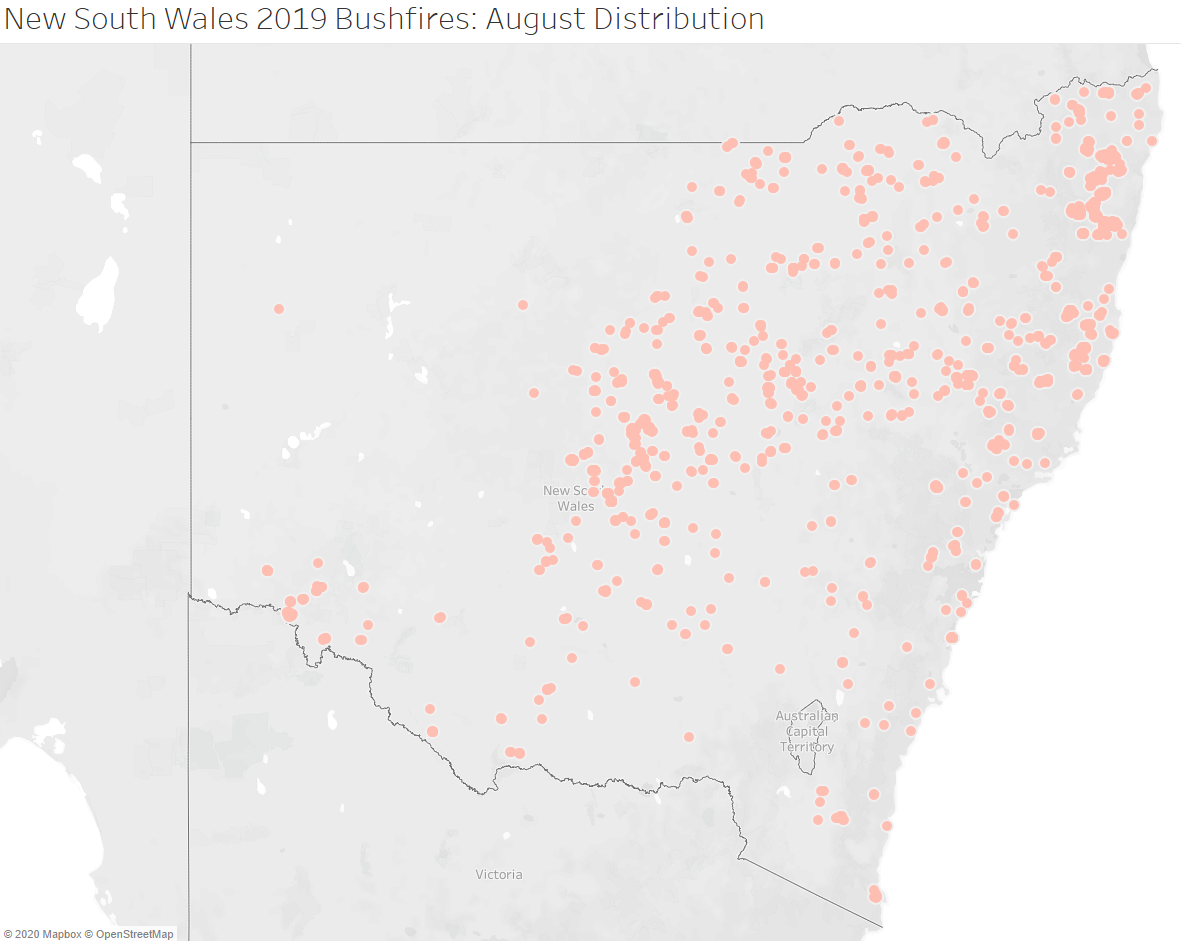 New South Wales 2019 Bushfires: August Distribution
New South
Wales
Australian
Capital
Territory
Victoria
© 2020 Mapbox © OpenStreetMap